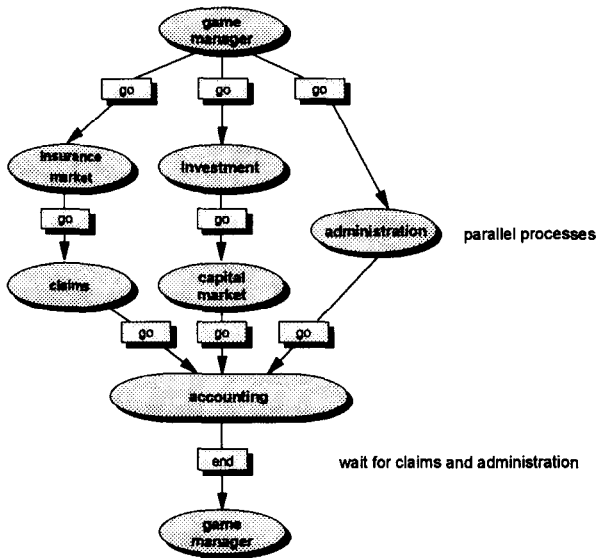 game
manager
go
go
go
insurance
market
investment
go
go
administration
parallel processes
claims
capital
market
go
go
go
accounting
end
wait for claims and administration
game
manager